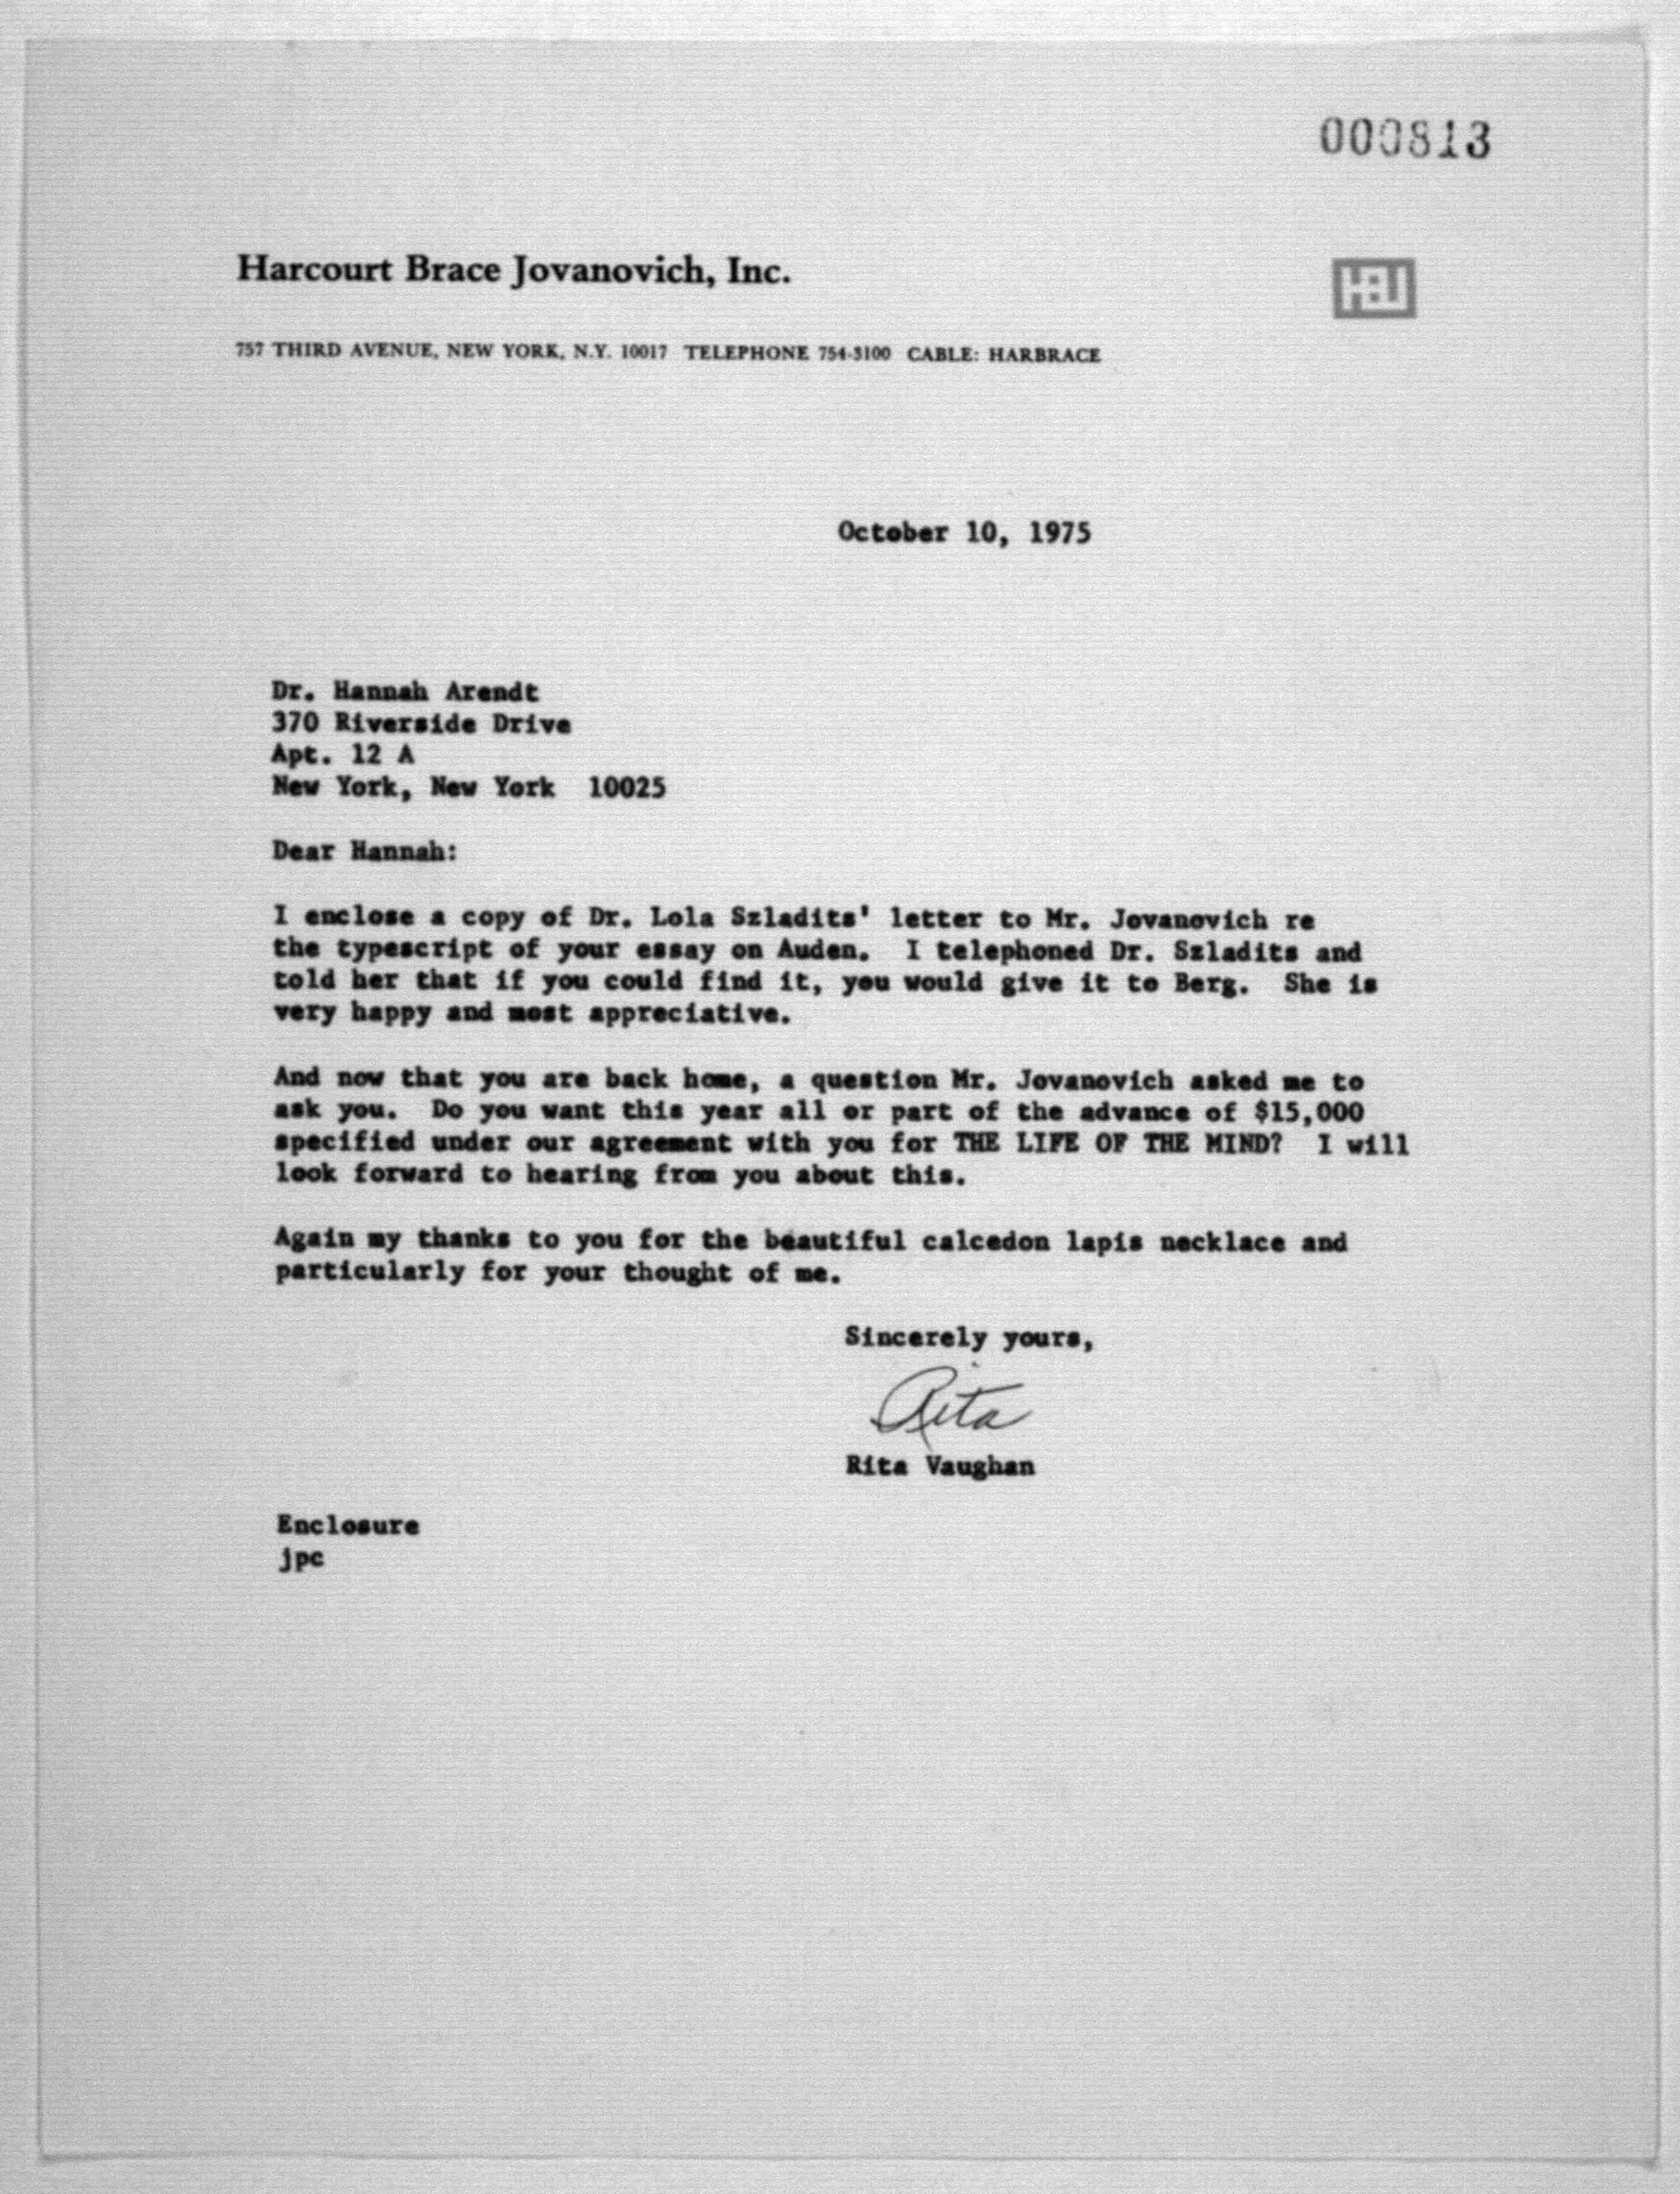 000813
Harcourt Brace Jovanovich, Inc.
HBJ
757 THIRD AVENUE, NEW YORK, N.Y. 10017 TELEPHONE 754-3100 CABLE: HARBRACE
October 10, 1975
Dr. Hannah Arendt
370 Riverside Drive
Apt. 12 A
New York, New York 10025
Dear Hannah:
I enclose a copy of Dr. Lola Szladits' letter to Mr. Jovanovich re
the typescript of your essay on Auden. I telephoned Dr. Szladits and
told her that if you could find it, you would give it to Berg. She is
very happy and most appreciative.
And now that you are back home, a question Mr. Jovanovich asked me to
ask you. Do you want this year all or part of the advance of $15,000
specified under our agreement with you for THE LIFE OF THE MIND? I will
look forward to hearing from you about this.
Again my thanks to you for the beautiful calcedon lapis necklace and
particularly for your thought of me.
Sincerely yours,
Rita
Rita Vaughan
Enclosure
jpc